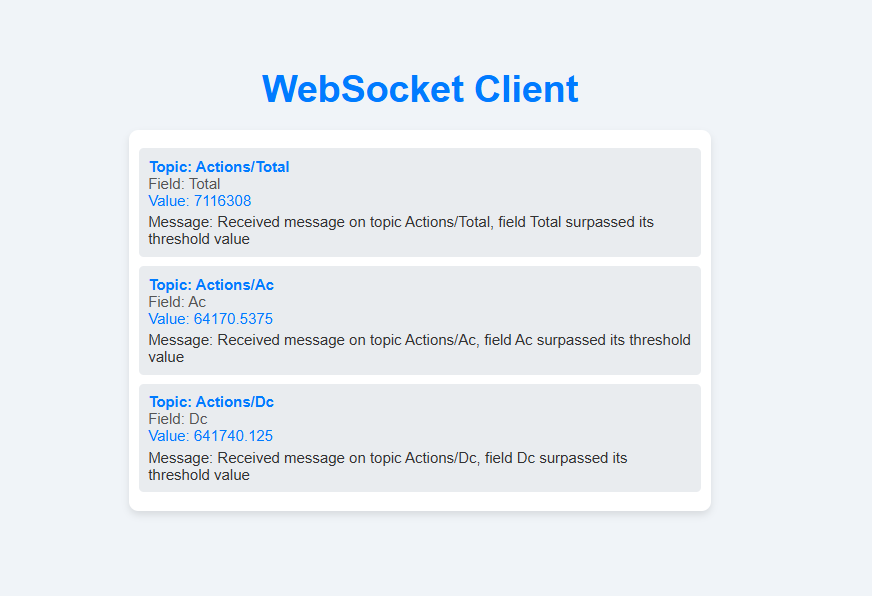 WebSocket Client
Topic: Actions/Total
Field: Total
Value: 7116308
Message: Received message on topic Actions/Total, field Total surpassed its
threshold value
Topic: Actions/Ac
Field: Ac
Value: 64170.5375
Message: Received message on topic Actions/Ac, field Ac surpassed its threshold
value
Topic: Actions/Dc
Field: Dc
Value: 641740.125
Message: Received message on topic Actions/Dc, field Dc surpassed its
threshold value